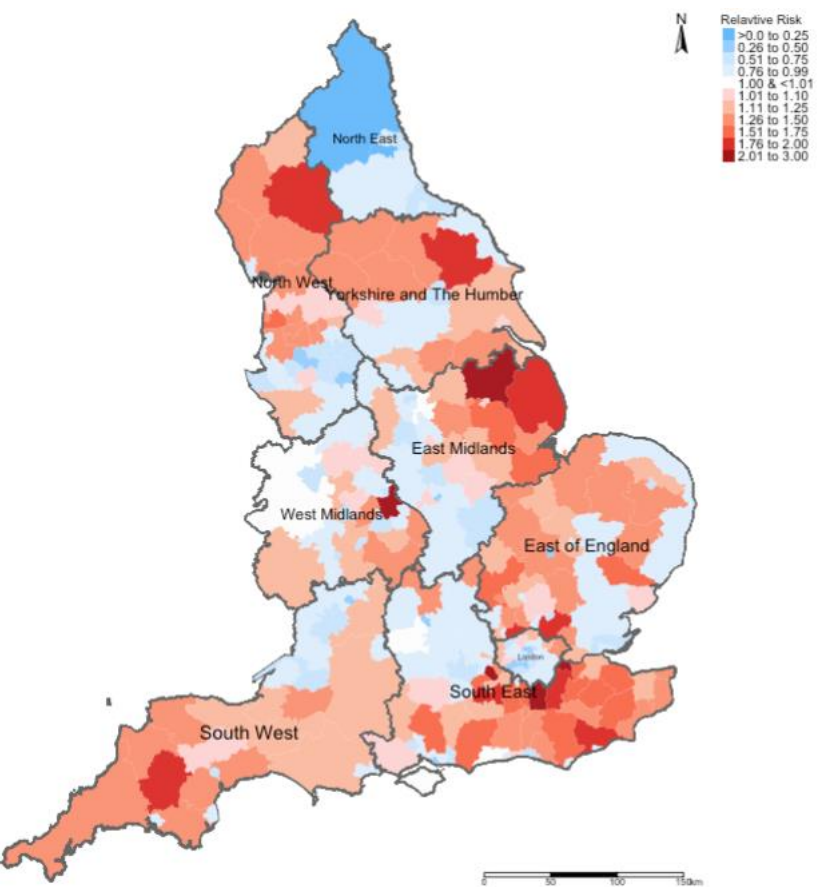 N
Relavtive Risk
>0.0 to 0.25
0.26 to 0.50
0.51 to 0.75
0.76 to 0.99
1.00 & <1.01
1.01 to 1.10
1.11 to 1.25
1.26 to 1.50
1.51 to 1.75
1.76 to 2.00
2.01 to 3.00
North East
North West
Yorkshire and The Humber
East Midlands
West Midlands
East of England
London
South East
South West
0 50 100 150km